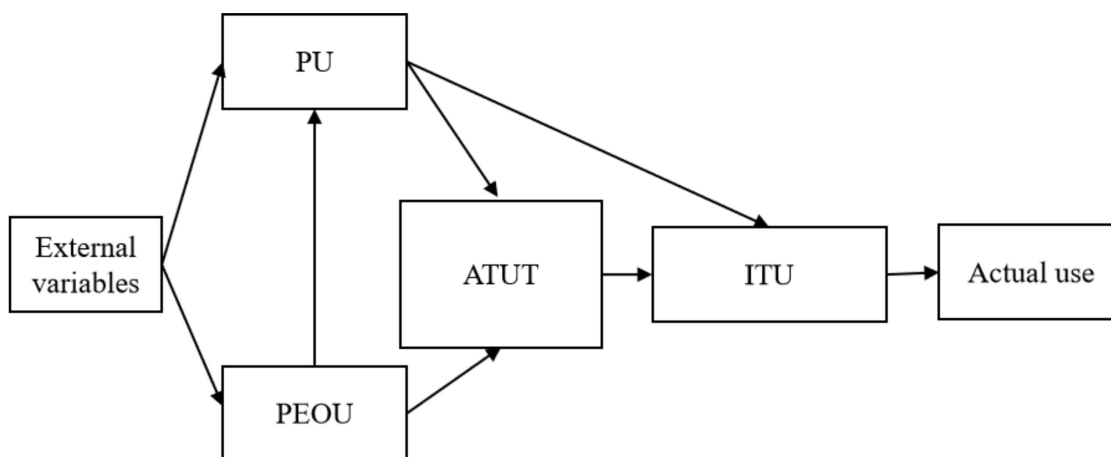 PU
External
variables
ATUT
ITU
Actual use
PEOU